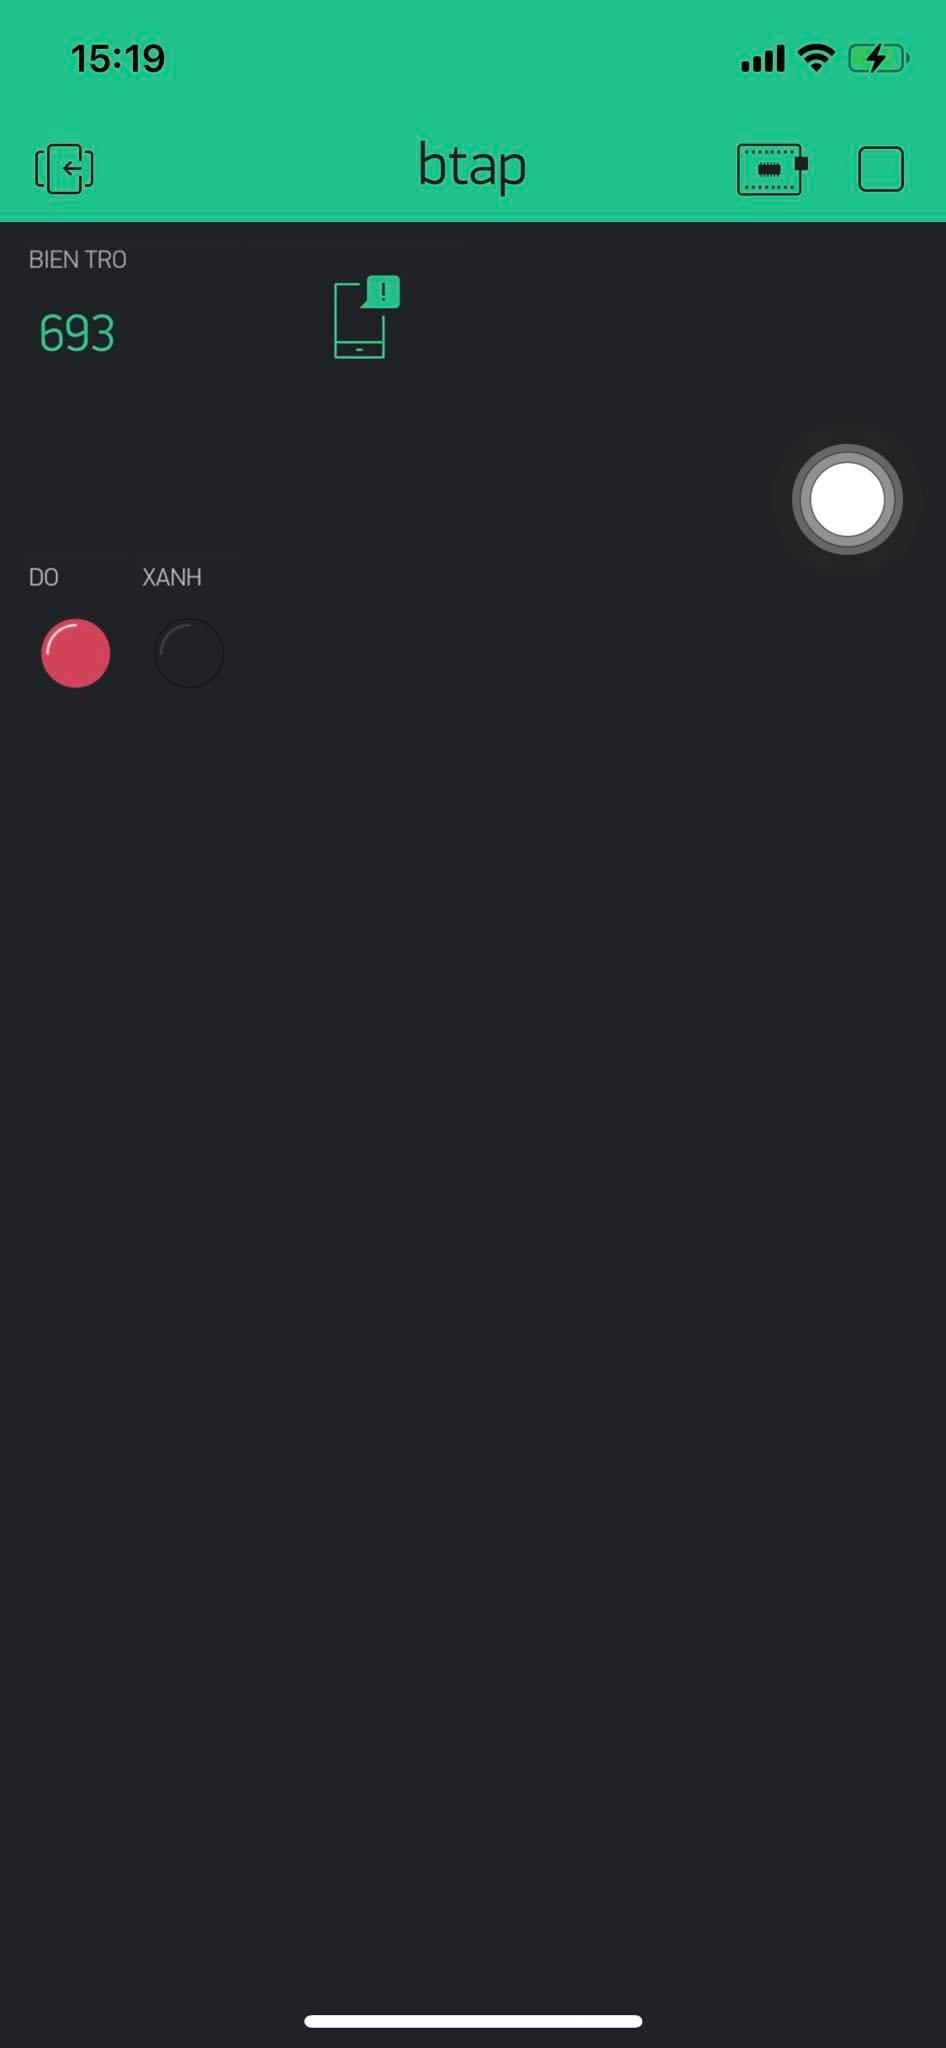 15:19
btap
BIEN TRO
693
!
DO XANH